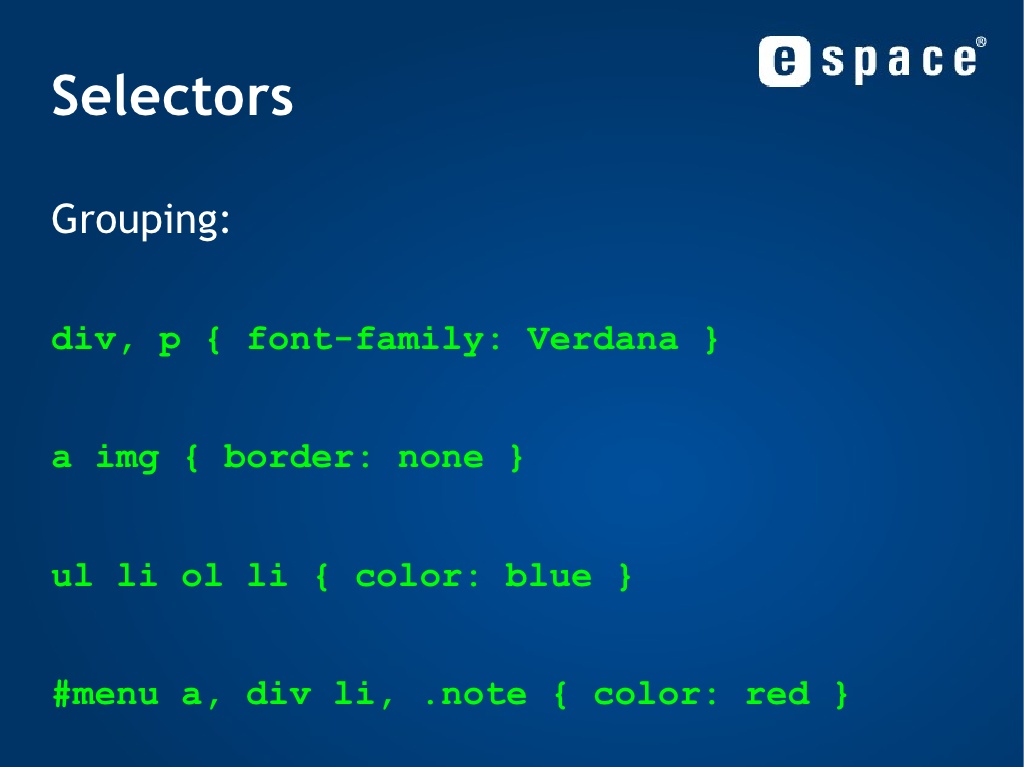 espace®
Selectors
Grouping:
div, p { font-family: Verdana }
a img { border: none }
ul li ol li { color: blue }
#menu a, div li, .note { color: red }